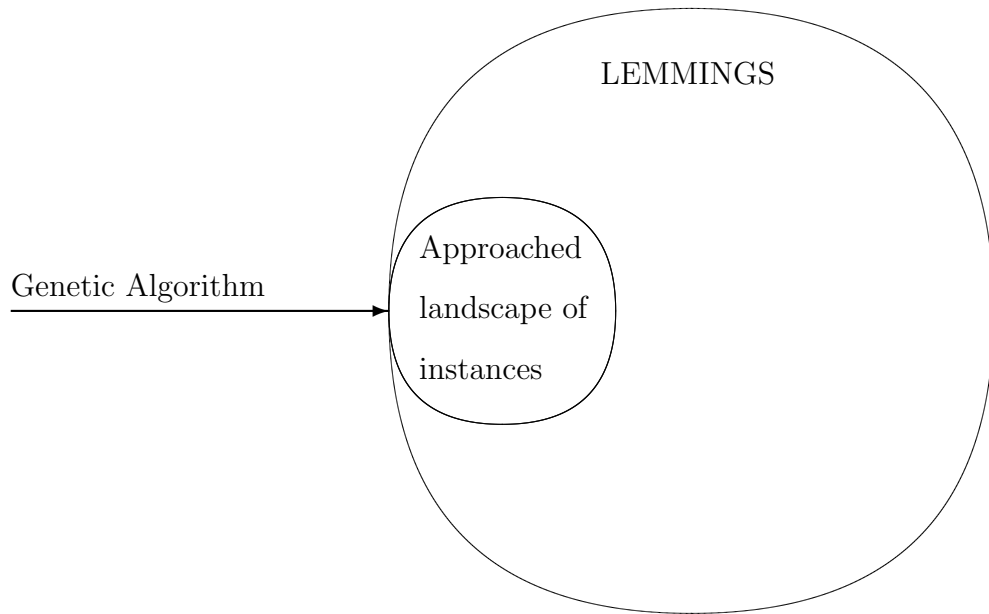 LEMMINGS
Approached
landscape of
instances
Genetic Algorithm